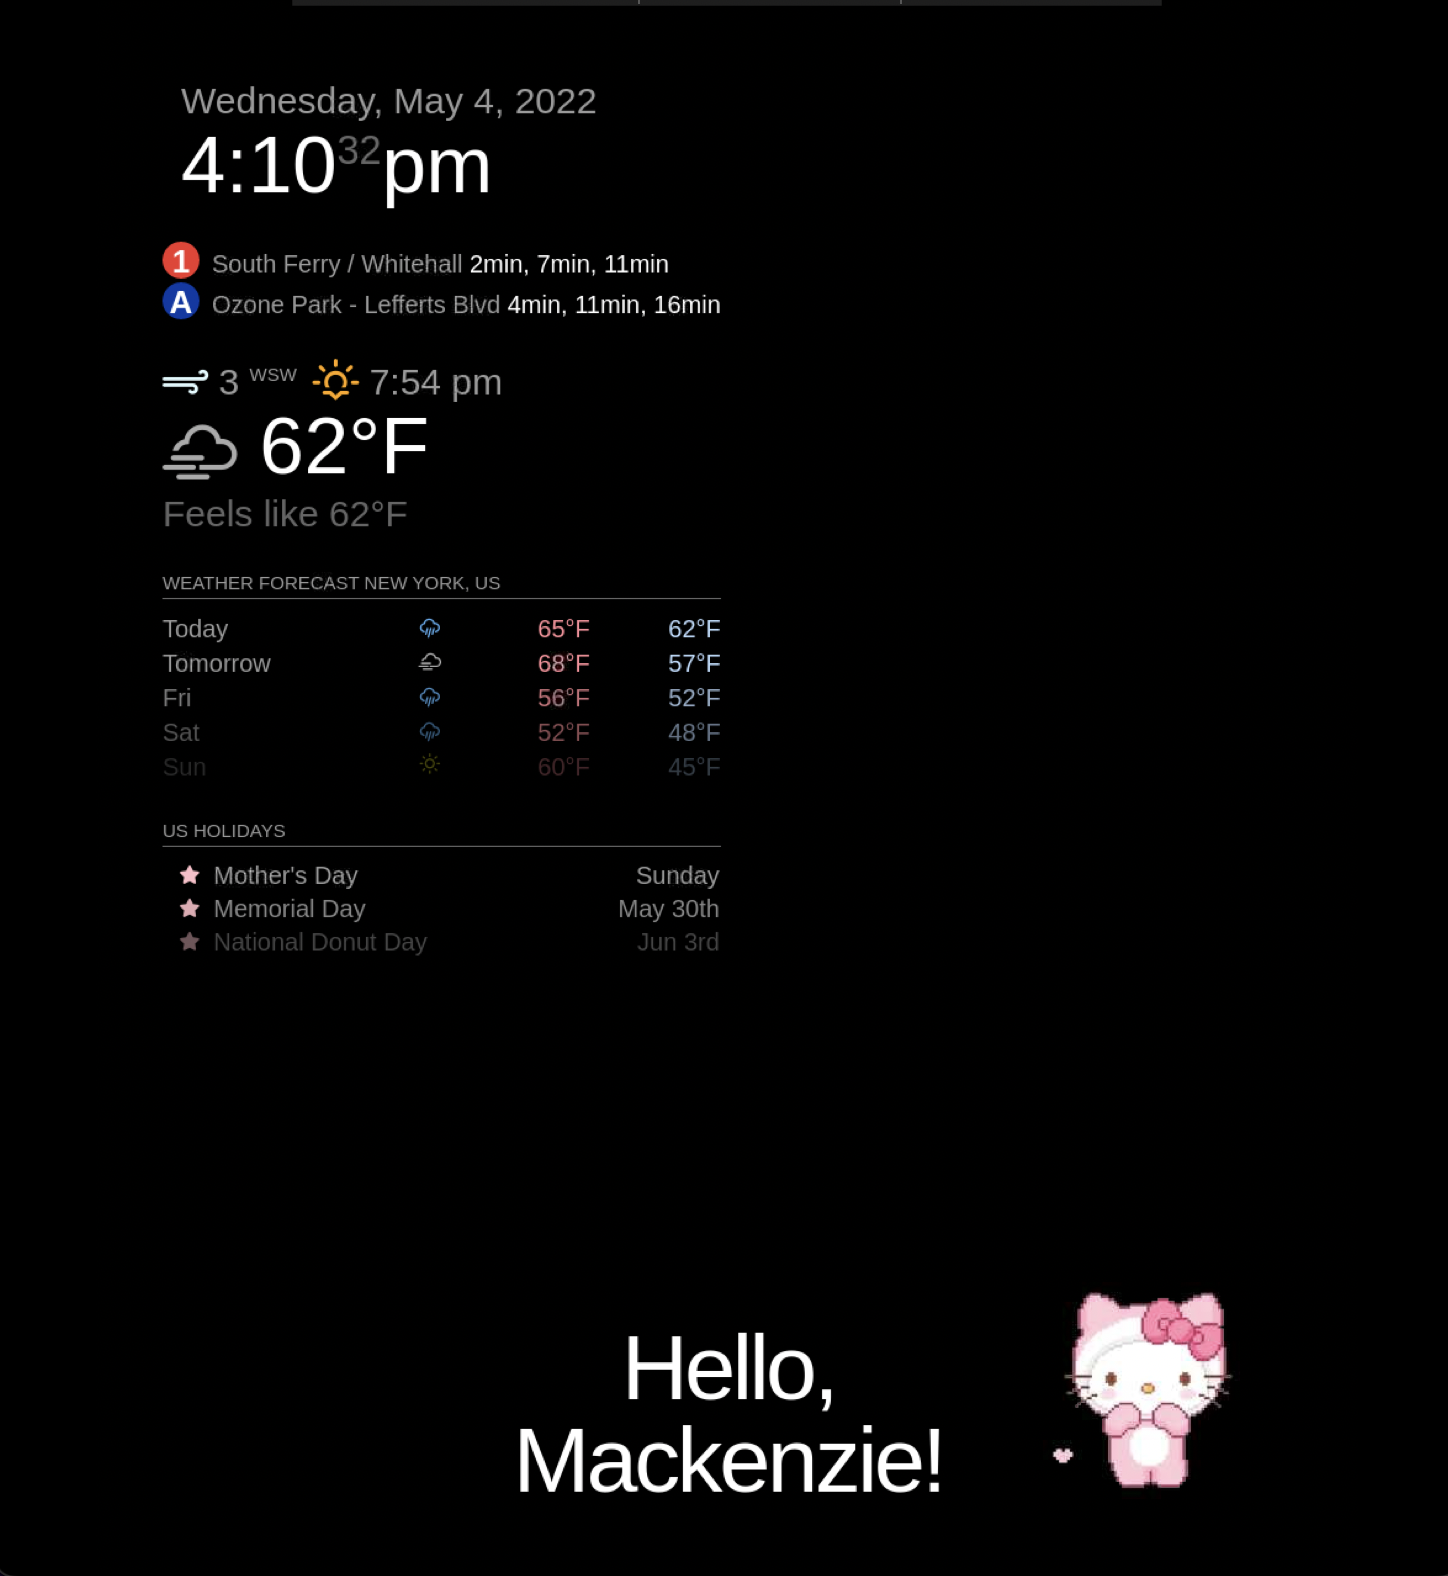 Wednesday, May 4, 2022
4:10 32 pm
1 South Ferry / Whitehall 2min, 7min, 11min
A Ozone Park - Lefferts Blvd 4min, 11min, 16min
3 WSW 7:54 pm
62°F
Feels like 62°F
WEATHER FORECAST NEW YORK, US
Today 65°F 62°F
Tomorrow 68°F 57°F
Fri 56°F 52°F
Sat 52°F 48°F
Sun 60°F 45°F
US HOLIDAYS
Mother's Day Sunday
Memorial Day May 30th
National Donut Day Jun 3rd
Hello,
Mackenzie!